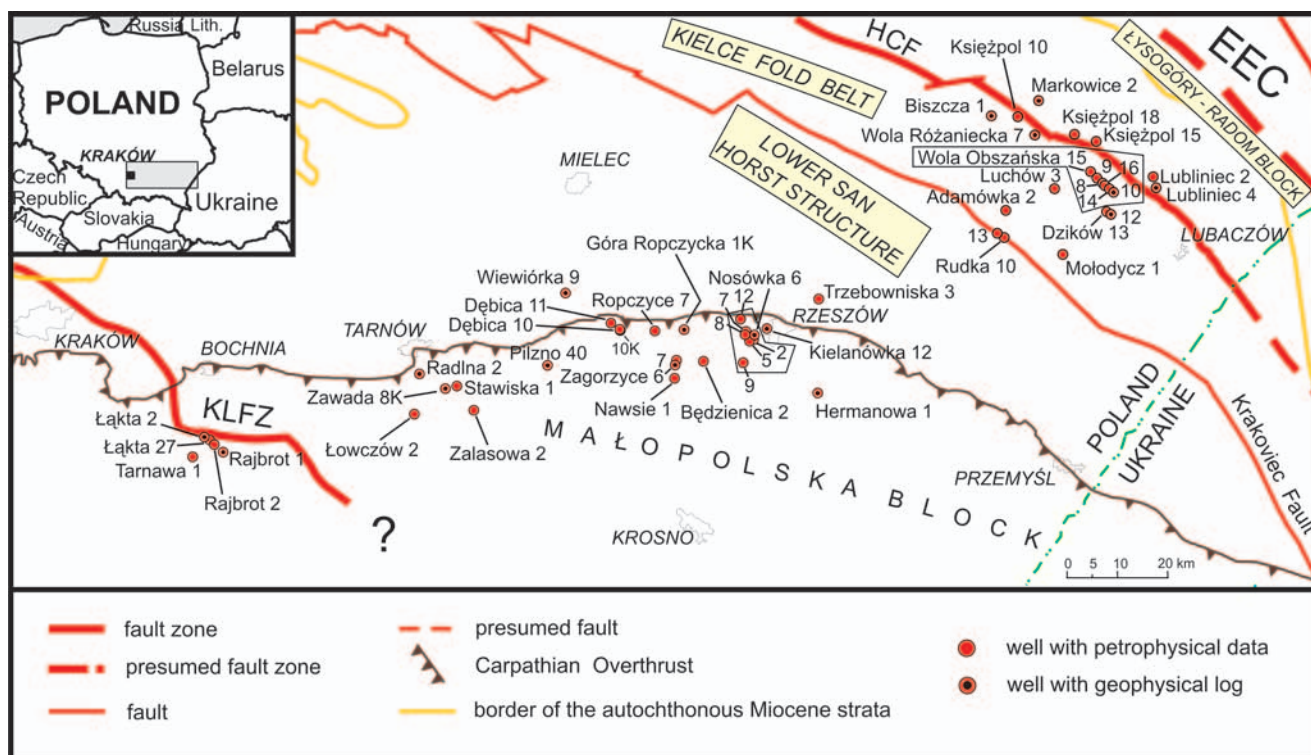 Russia
Lith.
Belarus
POLAND
KRAKÓW
Czech
Republic
Ukraine
Slovakia
Austria
Hungary
KIELCE FOLD BELT
HCF
Księżpol 10
EEC
ŁYSOGÓRY - RADOM BLOCK
Markowice 2
Biszcza 1
Księżpol 18
Wola Różaniecka 7
Księżpol 15
LOWER SAN
HORST STRUCTURE
MIELEC
Wola Obszańska 15
9
16
Luchów 3
8
10
14
Lubliniec 2
Lubliniec 4
Adamówka 2
12
Dzików 13
LUBACZÓW
13
Rudka 10
Mołodycz 1
Góra Ropczycka 1K
Wiewiórka 9
Nosówka 6
Dębica 11
Ropczyce 7
7
12
Trzebowniska 3
Dębica 10
10K
8
RZESZÓW
KRAKÓW
BOCHNIA
TARNÓW
Pilzno 40
2
5
Kielanówka 12
Radlna 2
7
Zagorzyce 6
9
Zawada 8K
Stawiska 1
Nawsie 1
Będzienica 2
Hermanowa 1
Łąkta 2
KLFZ
Łąkta 27
Rajbrot 1
Tarnawa 1
Rajbrot 2
Łowczów 2
Zalasowa 2
MAŁOPOLSKA BLOCK
PRZEMYŚL
POLAND
UKRAINE
Krakoviec Fault
?
KROSNO
0 5 10 20 km
fault zone
presumed fault zone
fault
presumed fault
Carpathian Overthrust
border of the autochthonous Miocene strata
well with petrophysical data
well with geophysical log